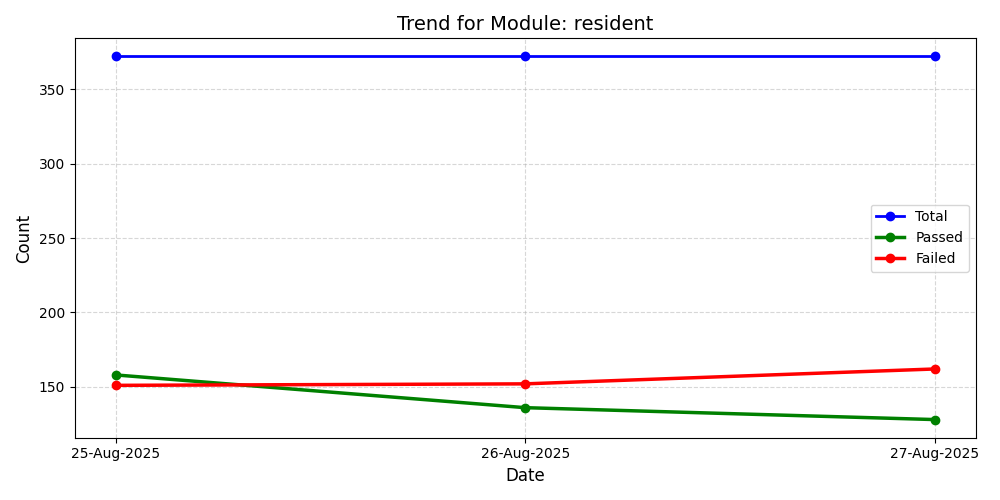 Trend for Module: resident
Count
350
300
250
200
150
Total
Passed
Failed
25-Aug-2025 26-Aug-2025 27-Aug-2025
Date